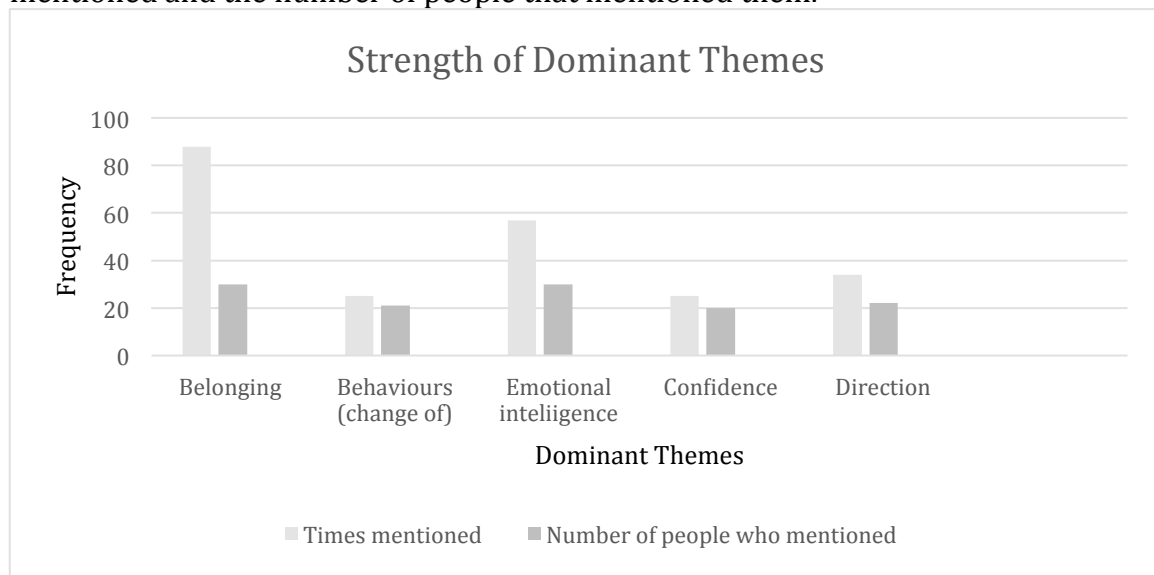 mentioned and the number of people that mentioned them.
Strength of Dominant Themes
100
80
60
40
20
0
Frequency
Belonging
Behaviours
(change of)
Emotional
inteliigence
Confidence
Direction
Dominant Themes
Times mentioned
Number of people who mentioned